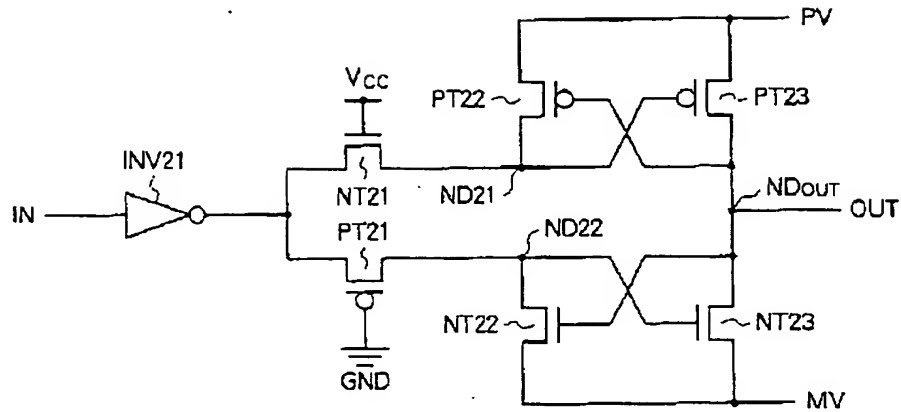 PV
VCC
PT22
PT23
INV21
NT21
ND21
NDOUT
IN
OUT
PT21
ND22
NT22
NT23
GND
MV